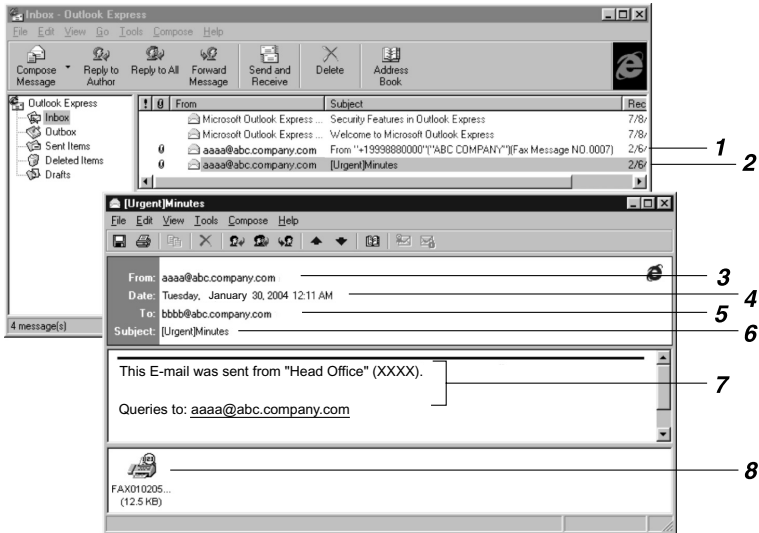 Inbox - Outlook Express
File Edit View Go Tools Compose Help
Compose Message
Reply to Author
Reply to All
Forward Message
Send and Receive
Delete
Address Book
Outlook Express
Inbox
Outbox
Sent Items
Deleted Items
Drafts
! From Subject Rec
Microsoft Outlook Express ... Security Features in Outlook Express 7/8/
Microsoft Outlook Express ... Welcome to Microsoft Outlook Express 7/8/
aaaa@abc.company.com From "+19998880000"("ABC COMPANY")(Fax Message NO.0007) 2/6/
1
aaaa@abc.company.com [Urgent]Minutes 2/6/
2
4 message(s)
[Urgent]Minutes
File Edit View Tools Compose Help
From: aaaa@abc.company.com
3
Date: Tuesday, January 30, 2004 12:11 AM
4
To: bbbb@abc.company.com
5
Subject: [Urgent]Minutes
6
This E-mail was sent from "Head Office" (XXXX).
7
Queries to: aaaa@abc.company.com
FAX010205...
(12.5 KB)
8